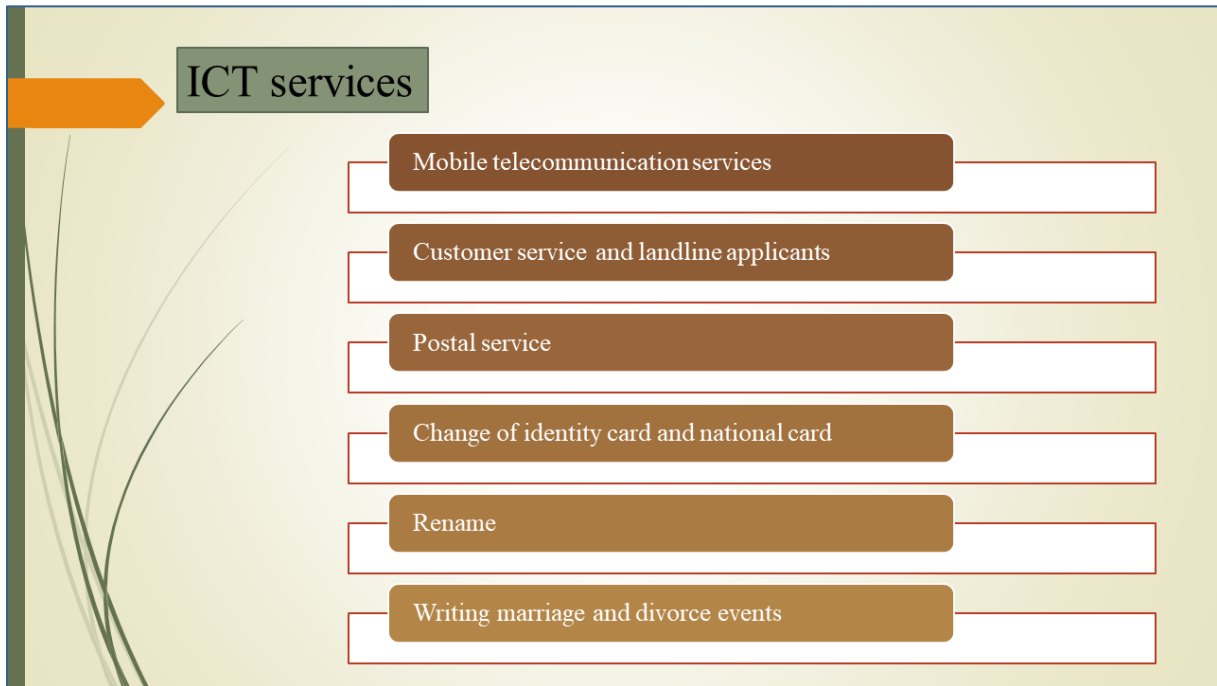 ICT services
Mobile telecommunication services
Customer service and landline applicants
Postal service
Change of identity card and national card
Rename
Writing marriage and divorce events